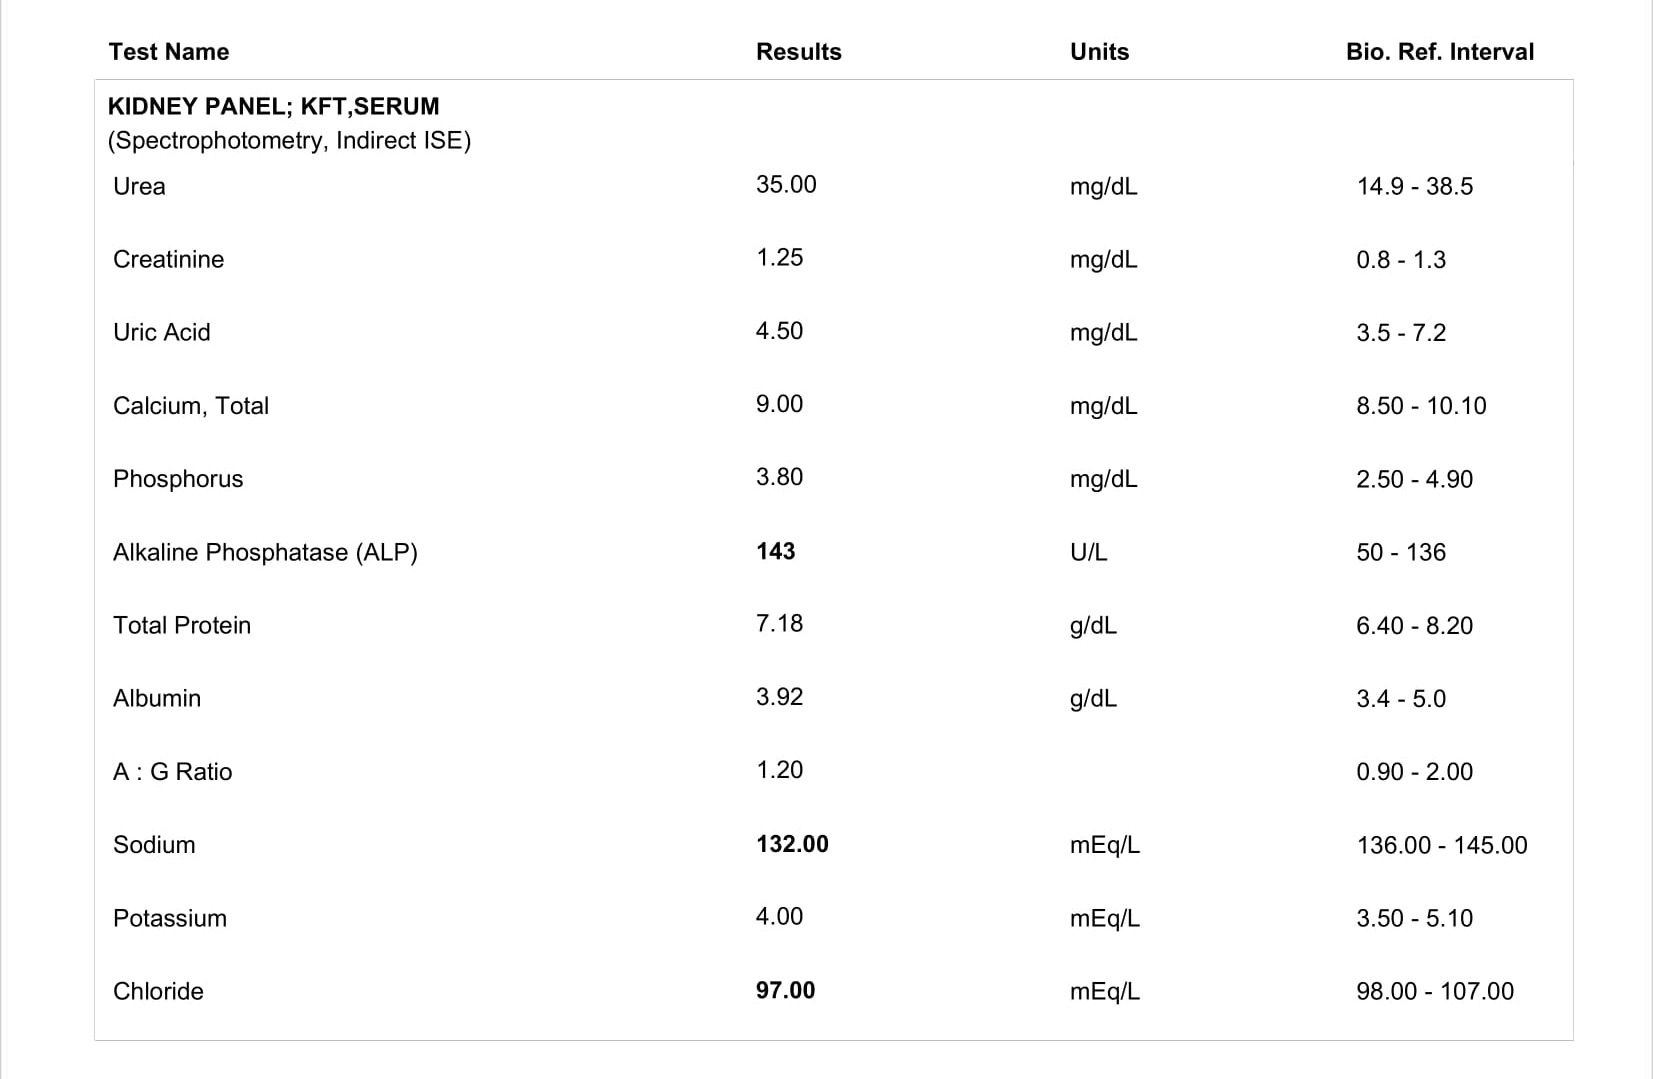 Test Name Results Units Bio. Ref. Interval
KIDNEY PANEL; KFT,SERUM
(Spectrophotometry, Indirect ISE)
Urea 35.00 mg/dL 14.9 - 38.5
Creatinine 1.25 mg/dL 0.8 - 1.3
Uric Acid 4.50 mg/dL 3.5 - 7.2
Calcium, Total 9.00 mg/dL 8.50 - 10.10
Phosphorus 3.80 mg/dL 2.50 - 4.90
Alkaline Phosphatase (ALP) 143 U/L 50 - 136
Total Protein 7.18 g/dL 6.40 - 8.20
Albumin 3.92 g/dL 3.4 - 5.0
A : G Ratio 1.20 0.90 - 2.00
Sodium 132.00 mEq/L 136.00 - 145.00
Potassium 4.00 mEq/L 3.50 - 5.10
Chloride 97.00 mEq/L 98.00 - 107.00